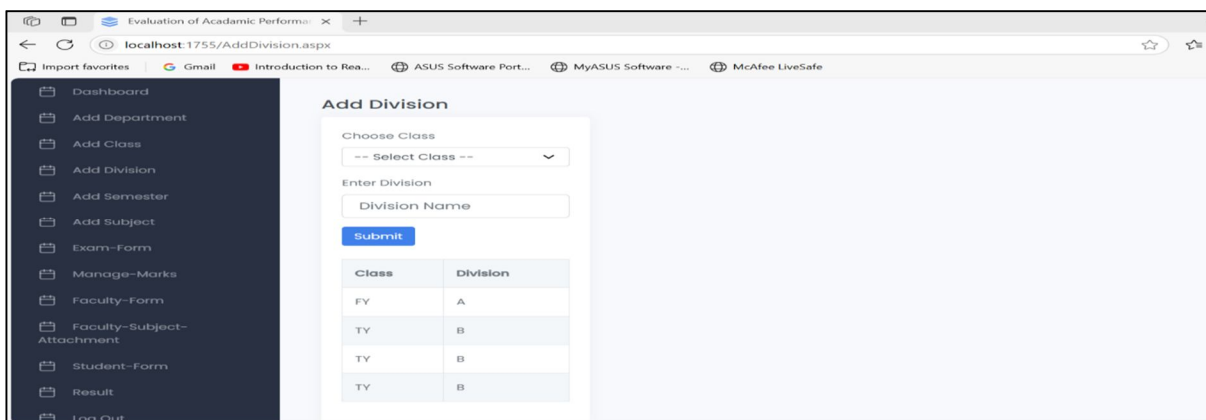 Evaluation of Acadamic Performa
localhost:1755/AddDivision.aspx
Import favorites Gmail Introduction to Rea... ASUS Software Port... MyASUS Software -... McAfee LiveSafe
Dashboard
Add Department
Add Class
Add Division
Add Semester
Add Subject
Exam-Form
Manage-Marks
Faculty-Form
Faculty-Subject-
Attachment
Student-Form
Result
Log Out
Add Division
Choose Class
-- Select Class --
Enter Division
Division Name
Submit
Class Division
FY A
TY B
TY B
TY B